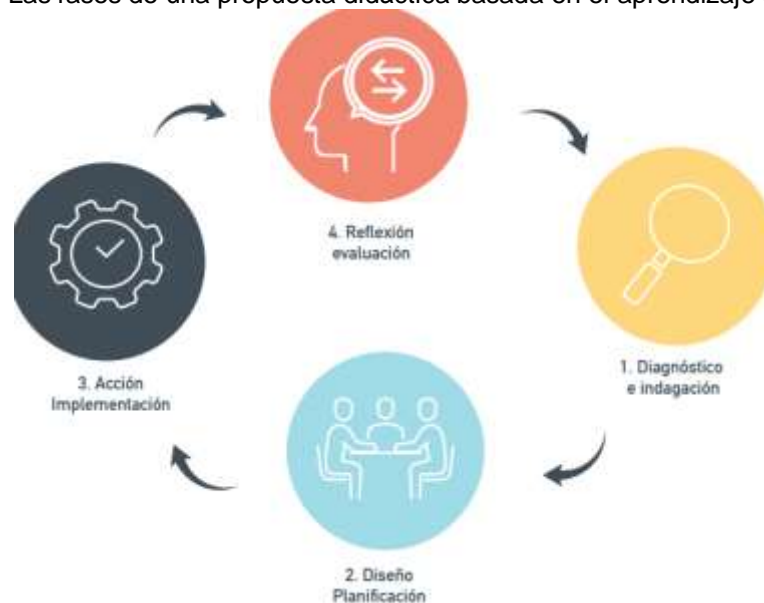 Las fases de una propuesta didáctica basada en el aprendizaje
4. Reflexión
evaluación
1. Diagnóstico
e indagación
3. Acción
Implementación
2. Diseño
Planificación